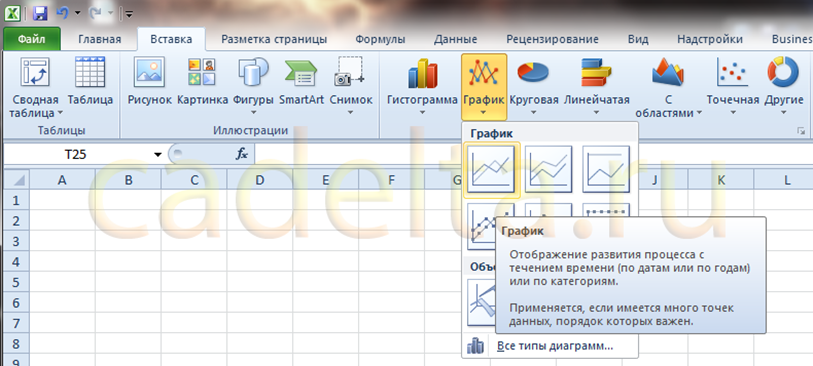 Файл Главная Вставка Разметка страницы Формулы Данные Рецензирование Вид Надстройки Busines
Сводная таблица Таблица Рисунок Картинка Фигуры SmartArt Снимок Гистограмма График Круговая Линейчатая С областями Точечная Другие
Таблицы Иллюстрации
График
T25 fx
A B C D E F G J K L
1
2
3
4
5
6
7
8
9
График
Отображение развития процесса с
течением времени (по датам или по годам)
или по категориям.
Применяется, если имеется много точек
данных, порядок которых важен.
Все типы диаграмм...
cadelta.ru